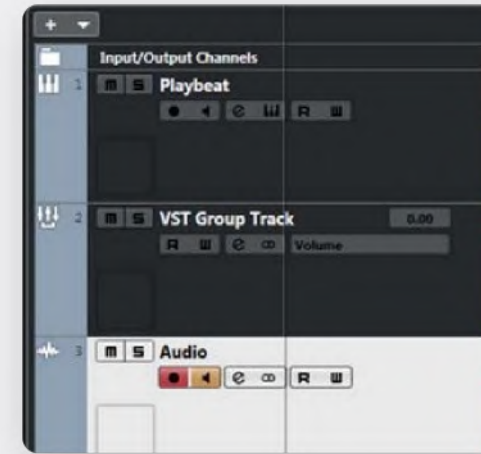 +
Input/Output Channels
1 m S Playbeat
e R W
2 m S VST Group Track 0.00
R W e Volume
3 m S Audio
e R W